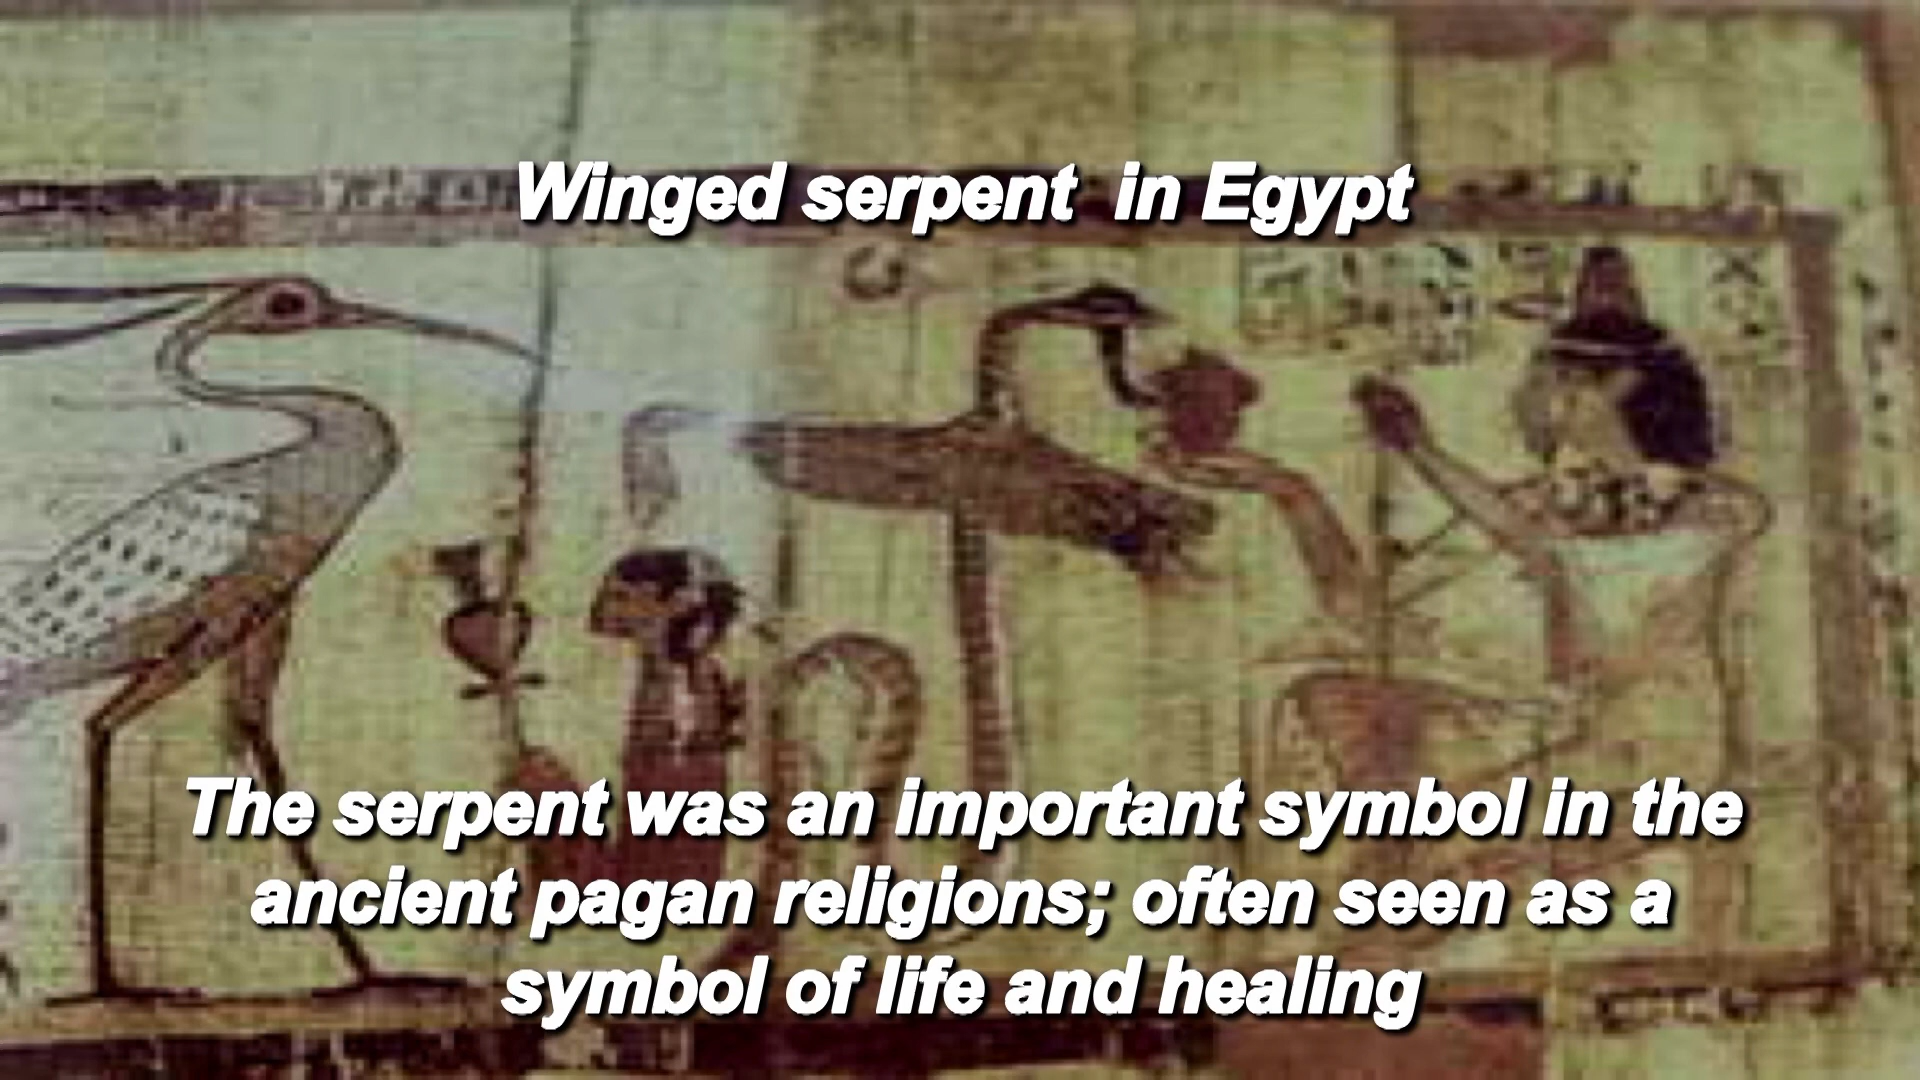 Winged serpent  in Egypt
The serpent was an important symbol in the
ancient pagan religions; often seen as a
symbol of life and healing